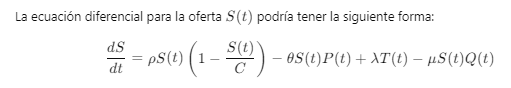 La ecuación diferencial para la oferta S(t) podría tener la siguiente forma:
dS/dt = ρS(t) (1 − S(t)/C) − θS(t)P(t) + λT(t) − μS(t)Q(t)